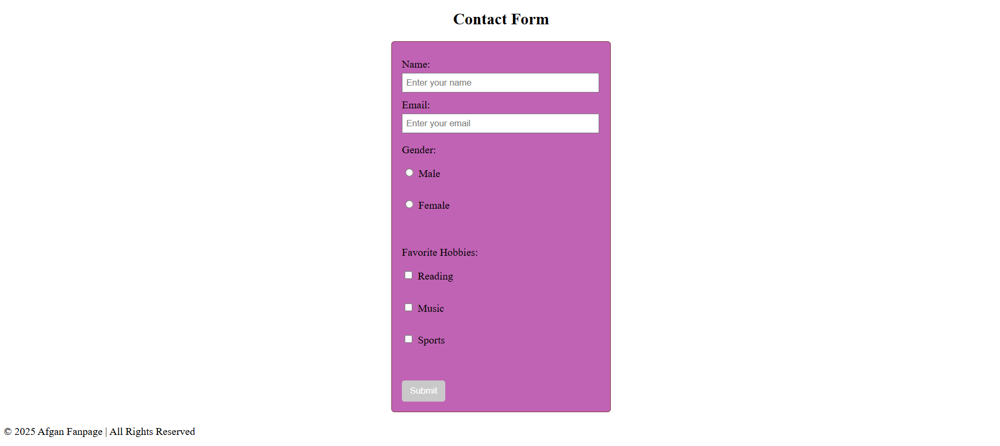 Contact Form
Name:
Enter your name
Email:
Enter your email
Gender:
Male
Female
Favorite Hobbies:
Reading
Music
Sports
Submit
© 2025 Afgan Fanpage | All Rights Reserved